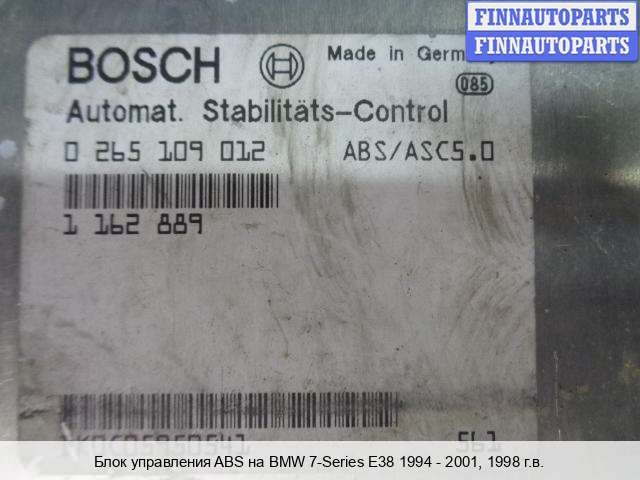 FINNAUTOPARTS
FINNAUTOPARTS
BOSCH
Made in Germany
085
Automat. Stabilitäts-Control
0 265 109 012 ABS/ASC5.0
1 162 889
561
Блок управления ABS на BMW 7-Series E38 1994 - 2001, 1998 г.в.